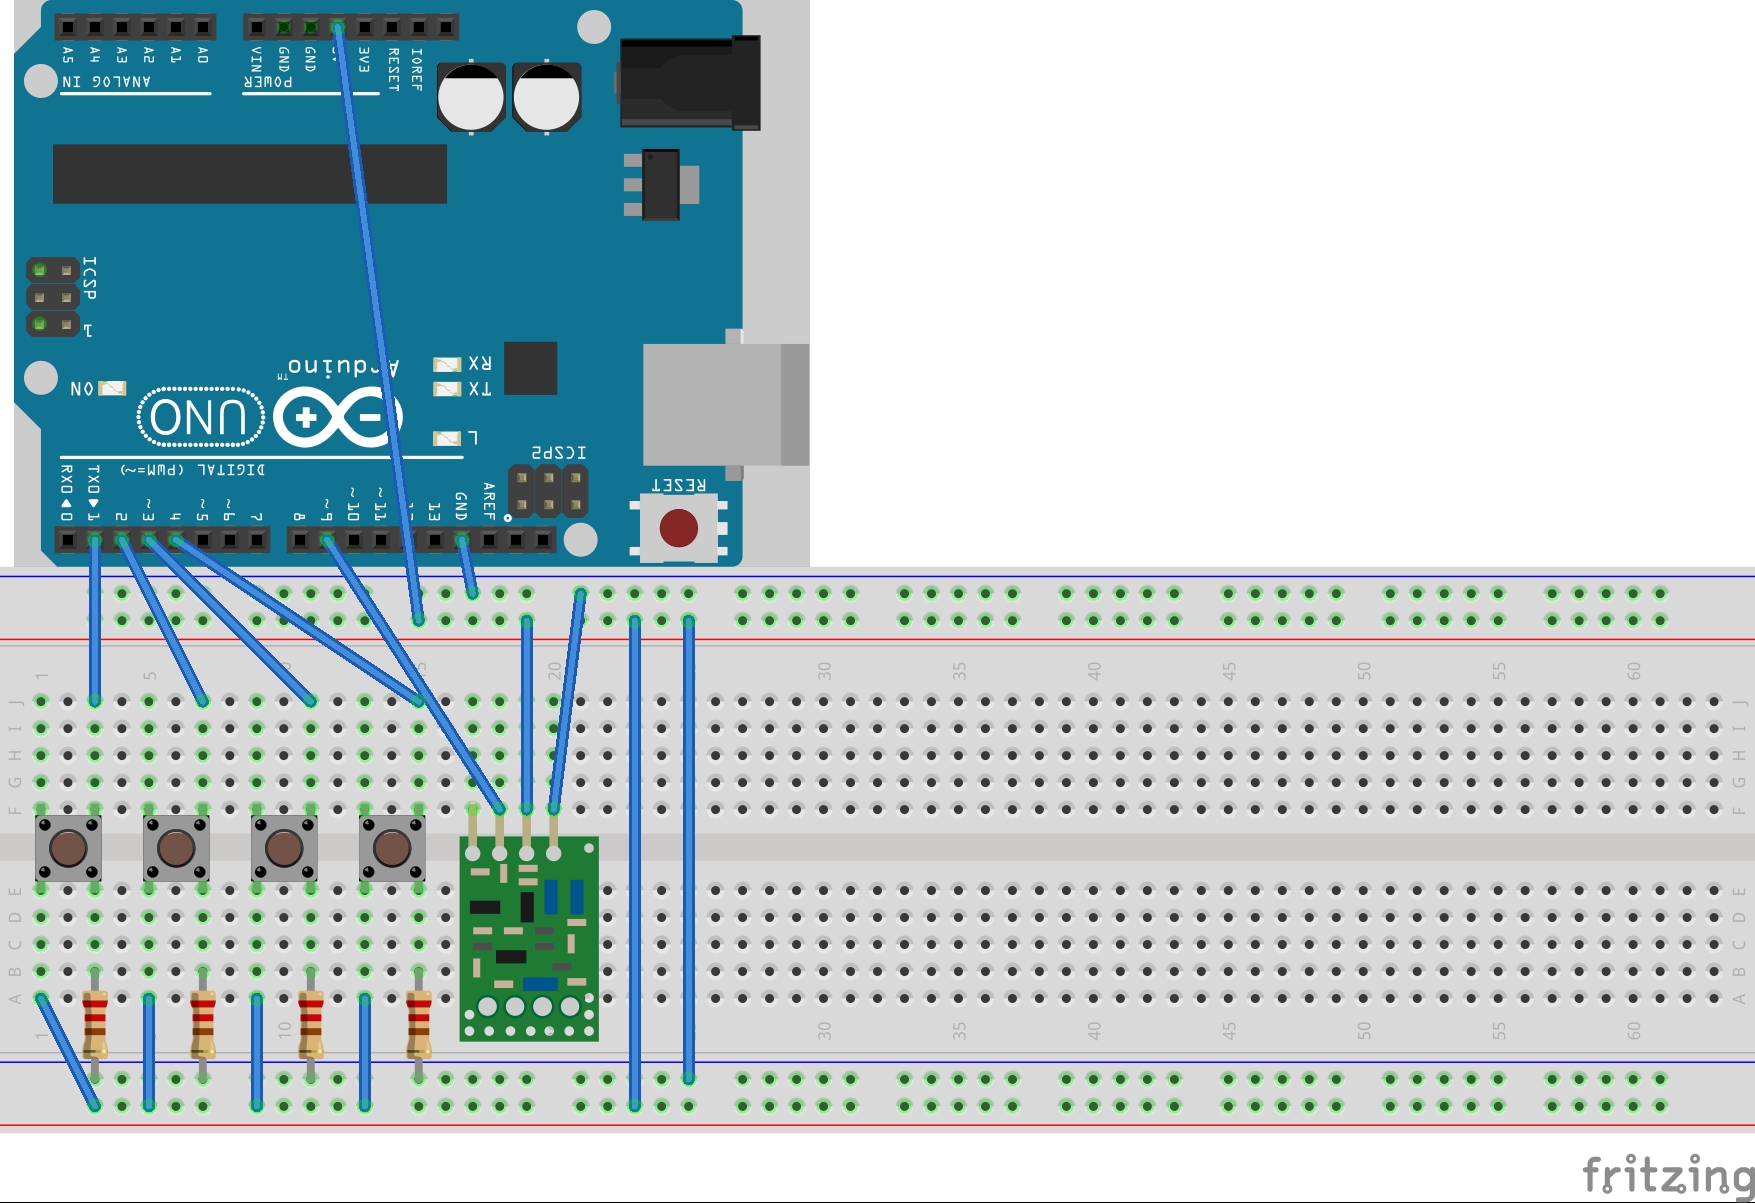 A5 A4 A3 A2 A1 A0
VIN GND GND 3V3 RESET IOREF
ANALOG IN
POWER
ICSP
1
Arduino
TM
ON
UNO
RX
TX
L
ICSP2
DIGITAL (PWM=~)
RX0 TX0
RESET
0 1 2 ~3 4 ~5 ~6 7 8 ~9 ~10 ~11 13 GND AREF
1 5 20 30 35 40 45 50 55 60
J J
I I
H H
G G
F F
E E
D D
C C
B B
A A
1 10 30 35 40 45 50 55 60
fritzing